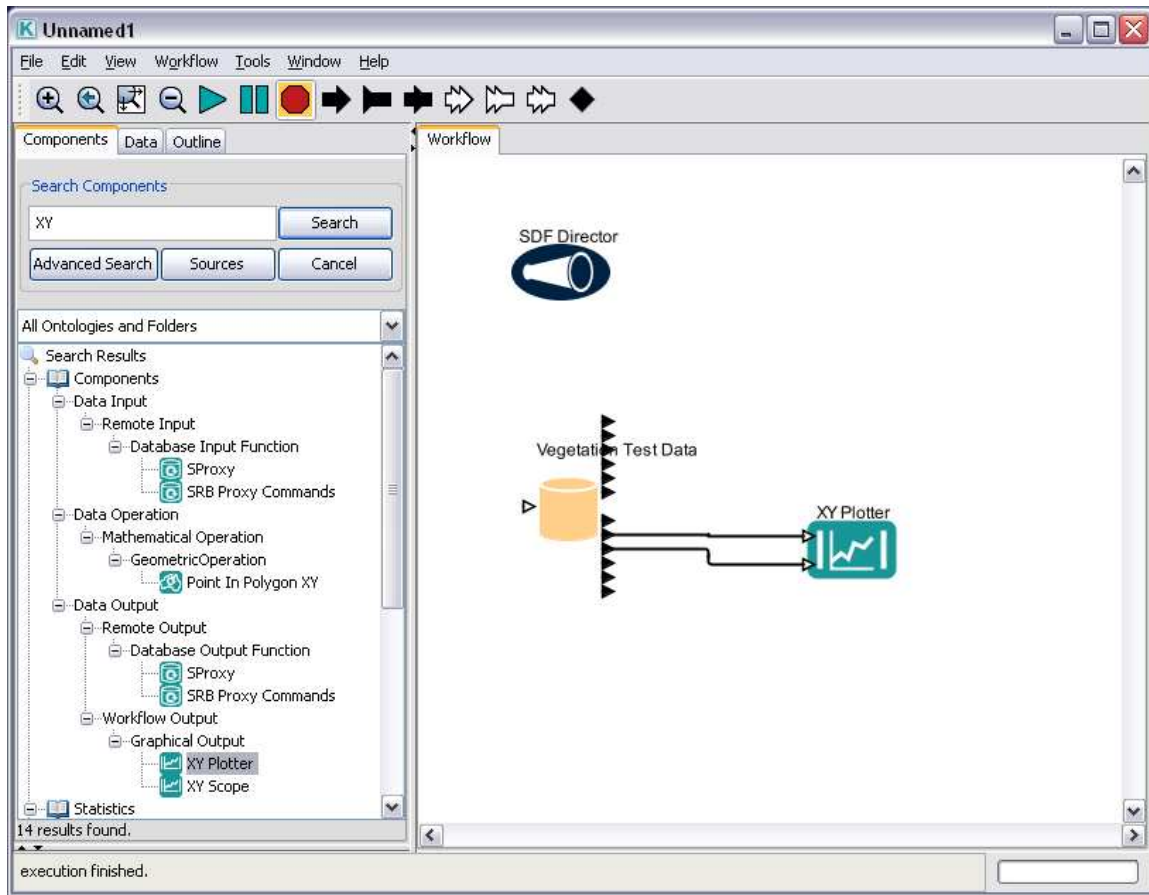 Unnamed1
File Edit View Workflow Tools Window Help
Components Data Outline
Search Components
XY Search
Advanced Search Sources Cancel
All Ontologies and Folders
Search Results
Components
Data Input
Remote Input
Database Input Function
SProxy
SRB Proxy Commands
Data Operation
Mathematical Operation
GeometricOperation
Point In Polygon XY
Data Output
Remote Output
Database Output Function
SProxy
SRB Proxy Commands
Workflow Output
Graphical Output
XY Plotter
XY Scope
Statistics
14 results found.
execution finished.
Workflow
SDF Director
Vegetation Test Data
XY Plotter